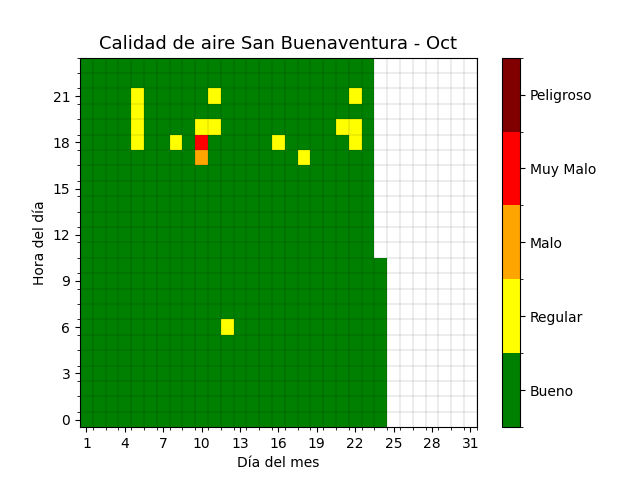 Calidad de aire San Buenaventura - Oct
Hora del día
21
18
15
12
9
6
3
0
1 4 7 10 13 16 19 22 25 28 31
Día del mes
Peligroso
Muy Malo
Malo
Regular
Bueno